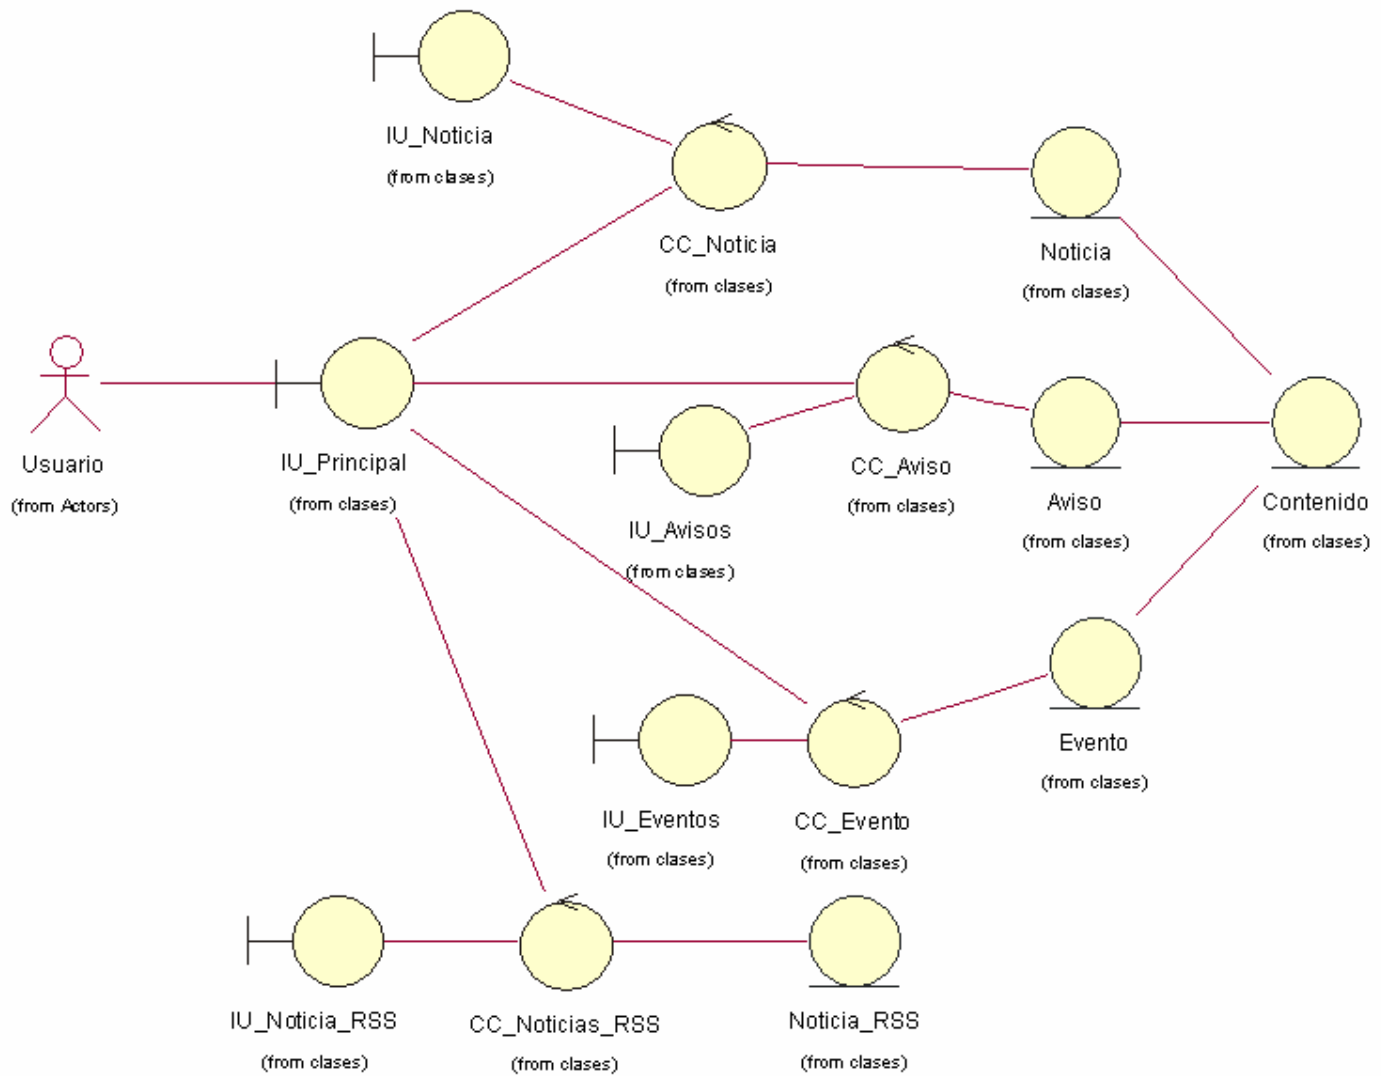 IU_Noticia
(from clases)
CC_Noticia
(from clases)
Noticia
(from clases)
Usuario
(from Actors)
IU_Principal
(from clases)
IU_Avisos
(from clases)
CC_Aviso
(from clases)
Aviso
(from clases)
Contenido
(from clases)
IU_Eventos
(from clases)
CC_Evento
(from clases)
Evento
(from clases)
IU_Noticia_RSS
(from clases)
CC_Noticias_RSS
(from clases)
Noticia_RSS
(from clases)